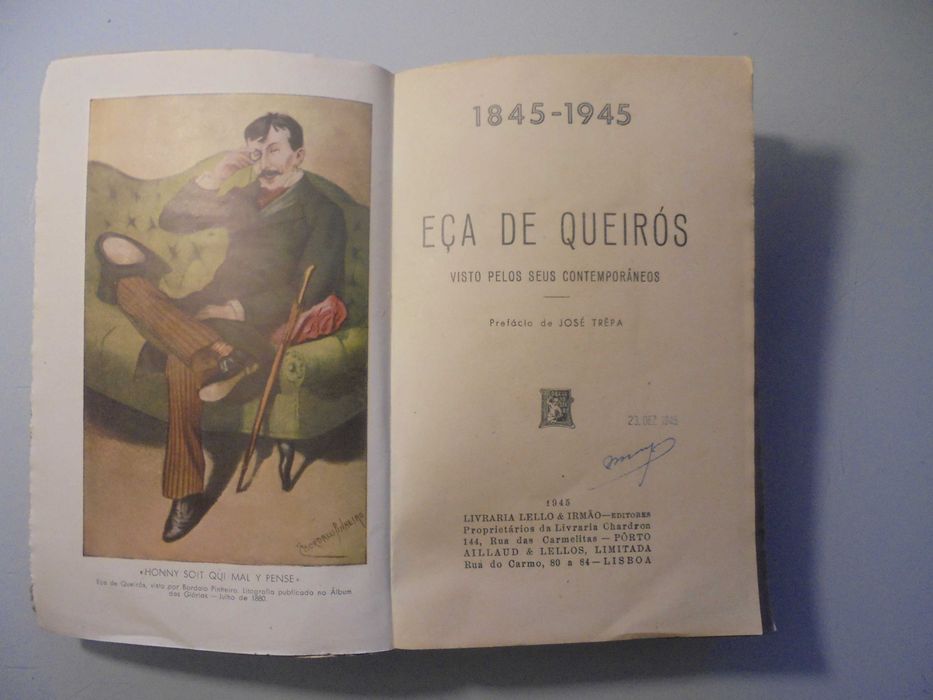 Bordallo Pinheiro
«HONNY SOIT QUI MAL Y PENSE»
Eça de Queirós, visto por Bordalo Pinheiro. Litografia publicada no Álbum
das Glórias — Julho de 1880.
1845-1945
EÇA DE QUEIRÓS
VISTO PELOS SEUS CONTEMPORÂNEOS
Prefácio de JOSÉ TRÊPA
23. DEZ 1945
1945
LIVRARIA LELLO & IRMÃO—EDITORES
Proprietários da Livraria Chardron
144, Rua das Carmelitas — PÔRTO
AILLAUD & LELLOS, LIMITADA
Rua do Carmo, 80 a 84 — LISBOA